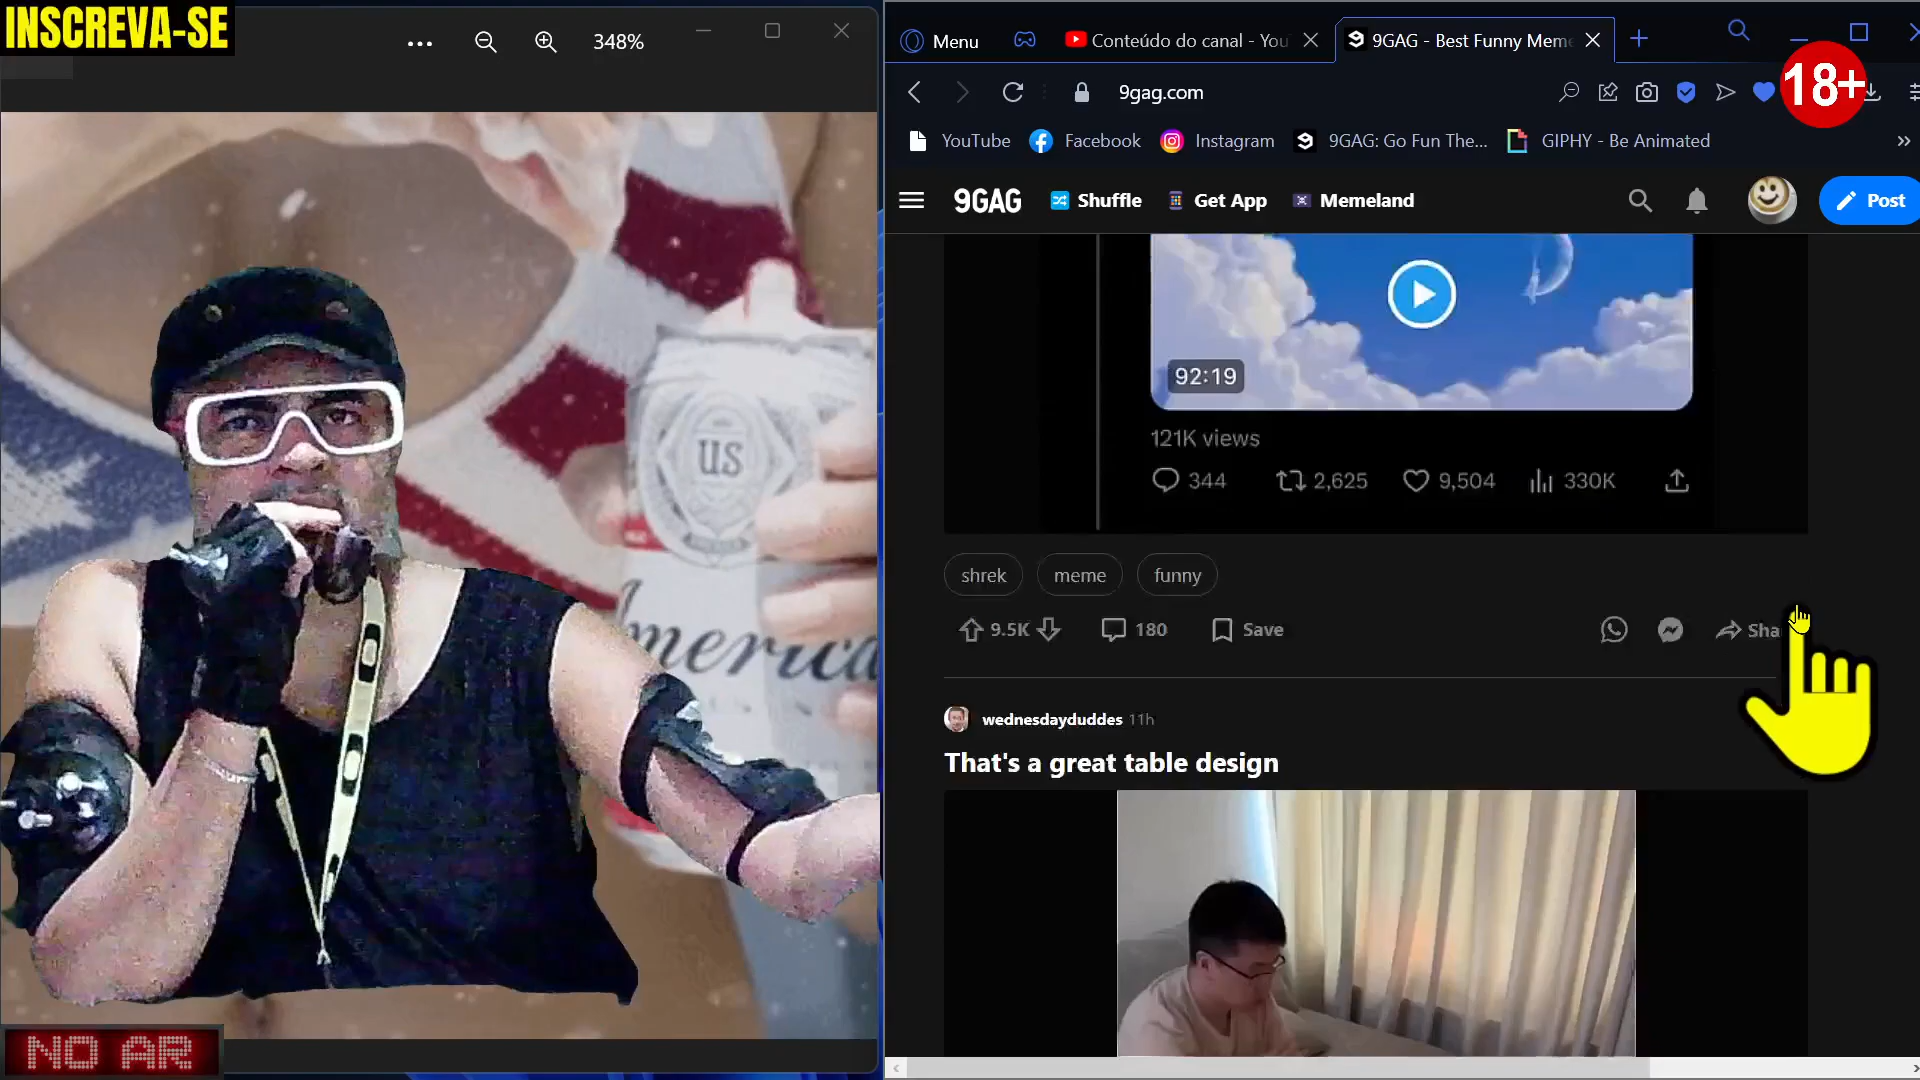 INSCREVA-SE
348%
Menu
Conteúdo do canal - You
9GAG - Best Funny Meme
9gag.com
18+
YouTube
Facebook
Instagram
9GAG: Go Fun The...
GIPHY - Be Animated
9GAG
Shuffle
Get App
Memeland
Post
92:19
121K views
344
2,625
9,504
330K
US
America
shrek
meme
funny
9.5K
180
Save
Sha
wednesdayduddes 11h
That's a great table design
NO AR